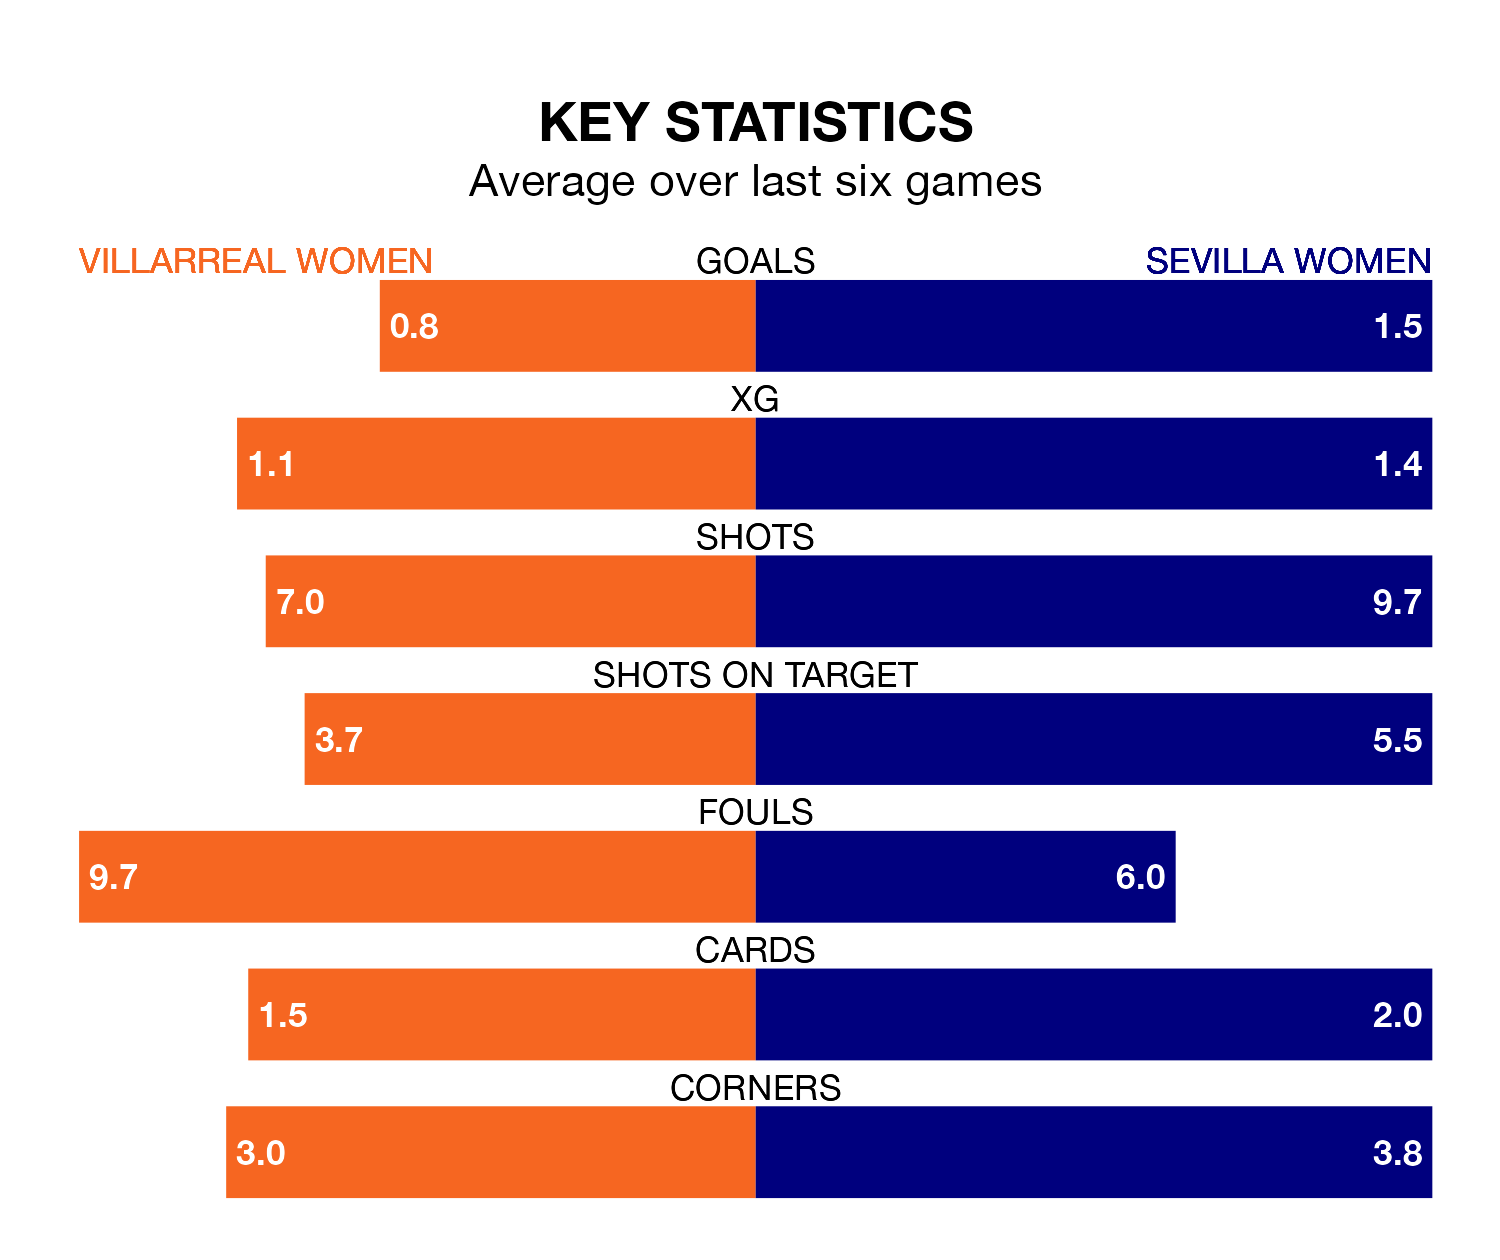 KEY STATISTICS
Average over last six games
VILLARREAL WOMEN GOALS SEVILLA WOMEN
0.8 1.5
XG
1.1 1.4
SHOTS
7.0 9.7
SHOTS ON TARGET
3.7 5.5
FOULS
9.7 6.0
CARDS
1.5 2.0
CORNERS
3.0 3.8